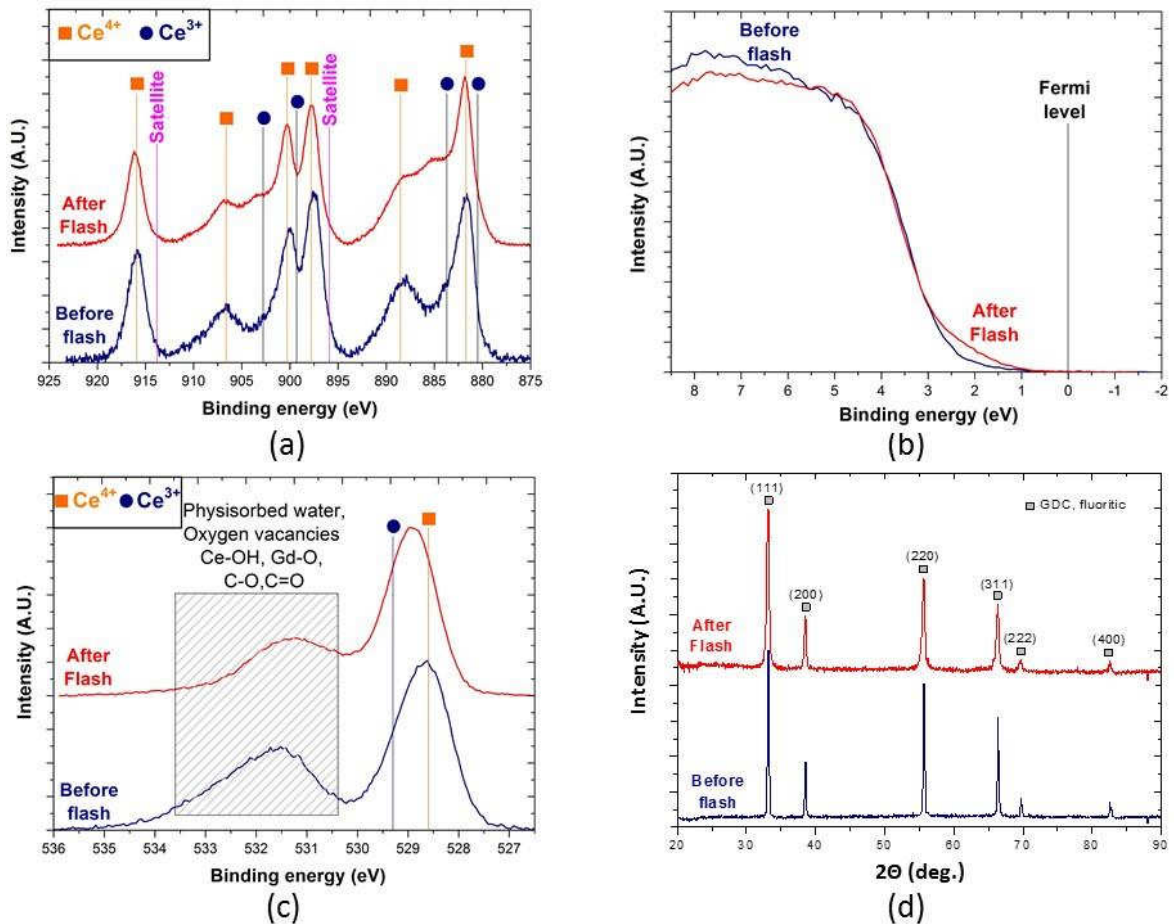 Ce4+ Ce3+
Satellite
Satellite
After
Flash
Before
flash
Intensity (A.U.)
925 920 915 910 905 900 895 890 885 880 875
Binding energy (eV)
(a)
Before
flash
Fermi
level
After
Flash
Intensity (A.U.)
8 7 6 5 4 3 2 1 0 -1 -2
Binding energy (eV)
(b)
Ce4+ Ce3+
Physisorbed water,
Oxygen vacancies
Ce-OH, Gd-O,
C-O,C=O
After
Flash
Before
flash
Intensity (A.U.)
536 535 534 533 532 531 530 529 528 527
Binding energy (eV)
(c)
(111)
GDC, fluoritic
(200)
(220)
(311)
(222)
(400)
After
Flash
Before
flash
Intensity (A.U.)
20 30 40 50 60 70 80 90
2Θ (deg.)
(d)